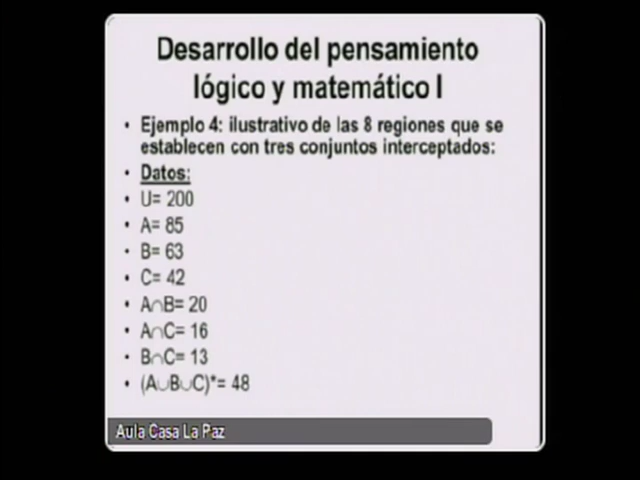 Desarrollo del pensamiento
lógico y matemático I
• Ejemplo 4: ilustrativo de las 8 regiones que se
establecen con tres conjuntos interceptados:
• Datos:
• U= 200
• A= 85
• B= 63
• C= 42
• A∩B= 20
• A∩C= 16
• B∩C= 13
• (A∪B∪C)*= 48
Aula Casa La Paz